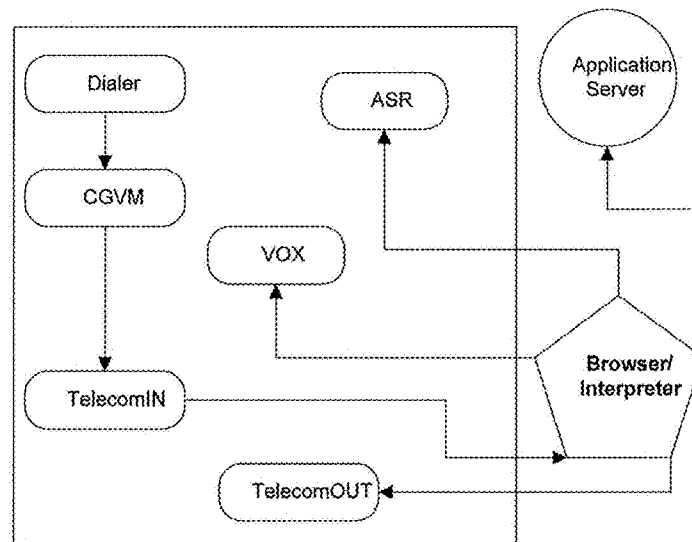 Dialer
ASR
Application
Server
CGVM
VOX
Browser/
Interpreter
TelecomIN
TelecomOUT